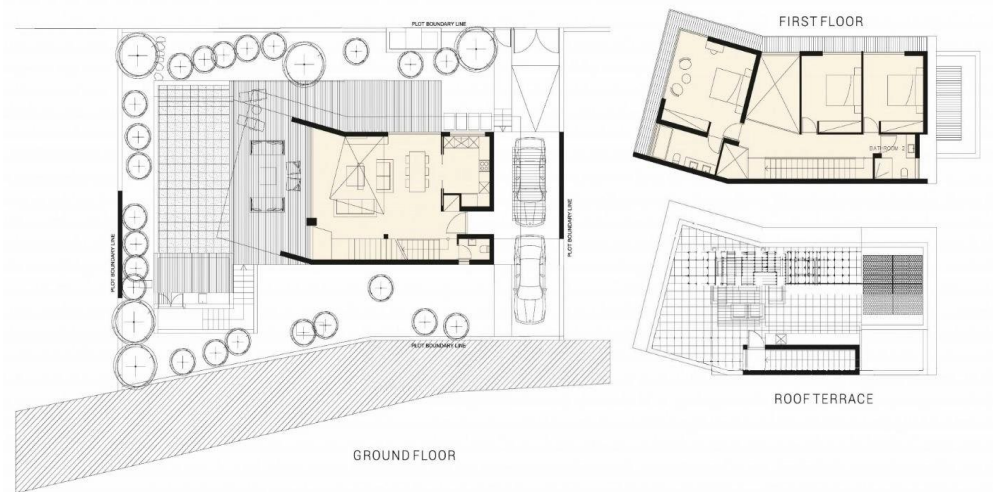 PLOT BOUNDARY LINE
PLOT BOUNDARY LINE
PLOT BOUNDARY LINE
PLOT BOUNDARY LINE
GROUND FLOOR
FIRST FLOOR
BATHROOM 2
ROOF TERRACE